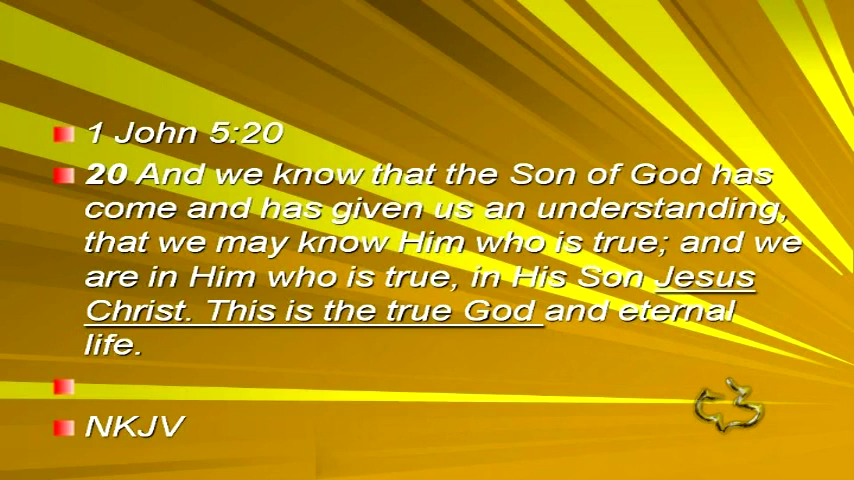 1 John 5:20
20 And we know that the Son of God has
come and has given us an understanding,
that we may know Him who is true; and we
are in Him who is true, in His Son Jesus
Christ. This is the true God and eternal
life.
NKJV